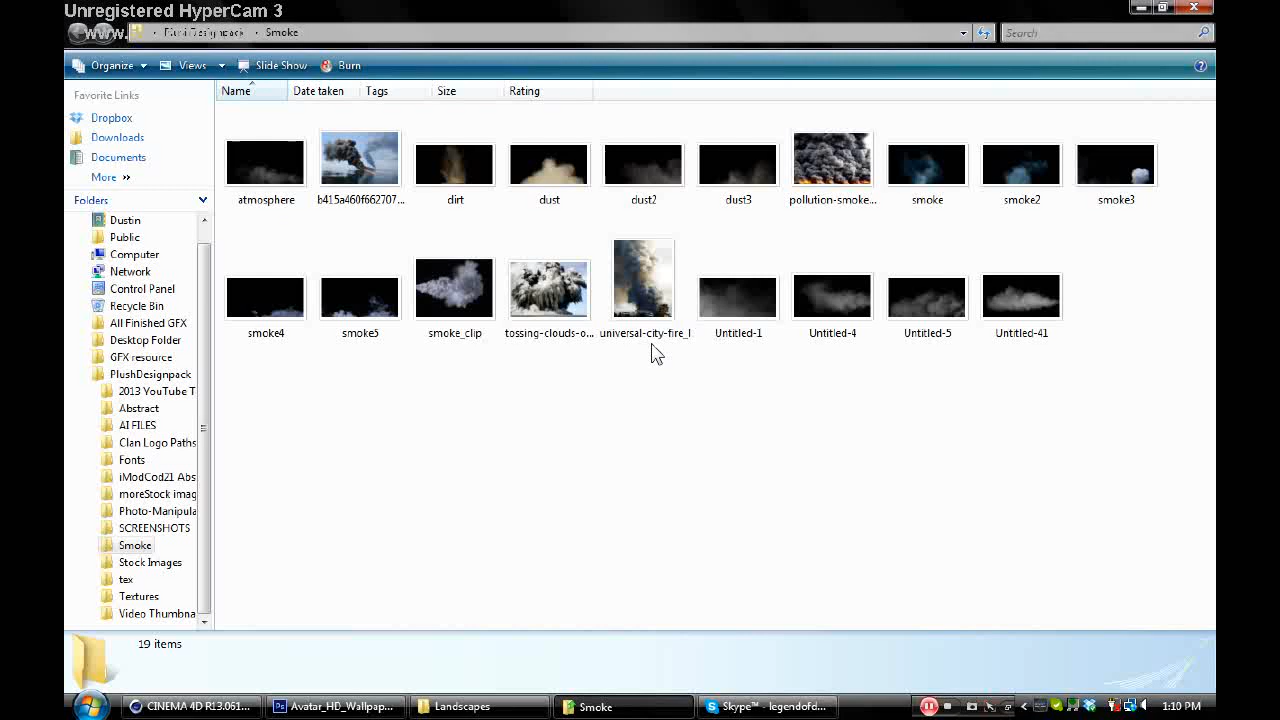 Unregistered HyperCam 3
www.
PlushDesignpack Smoke
Search
Organize Views Slide Show Burn
Favorite Links
Dropbox
Downloads
Documents
More »
Folders
Dustin
Public
Computer
Network
Control Panel
Recycle Bin
All Finished GFX
Desktop Folder
GFX resource
PlushDesignpack
2013 YouTube T
Abstract
AI FILES
Clan Logo Paths
Fonts
iModCod21 Abs
moreStock imag
Photo-Manipula
SCREENSHOTS
Smoke
Stock Images
tex
Textures
Video Thumbna
Name Date taken Tags Size Rating
atmosphere b415a460f662707... dirt dust dust2 dust3 pollution-smoke... smoke smoke2 smoke3
smoke4 smoke5 smoke_clip tossing-clouds-o... universal-city-fire_l Untitled-1 Untitled-4 Untitled-5 Untitled-41
19 items
CINEMA 4D R13.061... Ps Avatar_HD_Wallpap... Landscapes Smoke Skype™ - legendofd... 1:10 PM